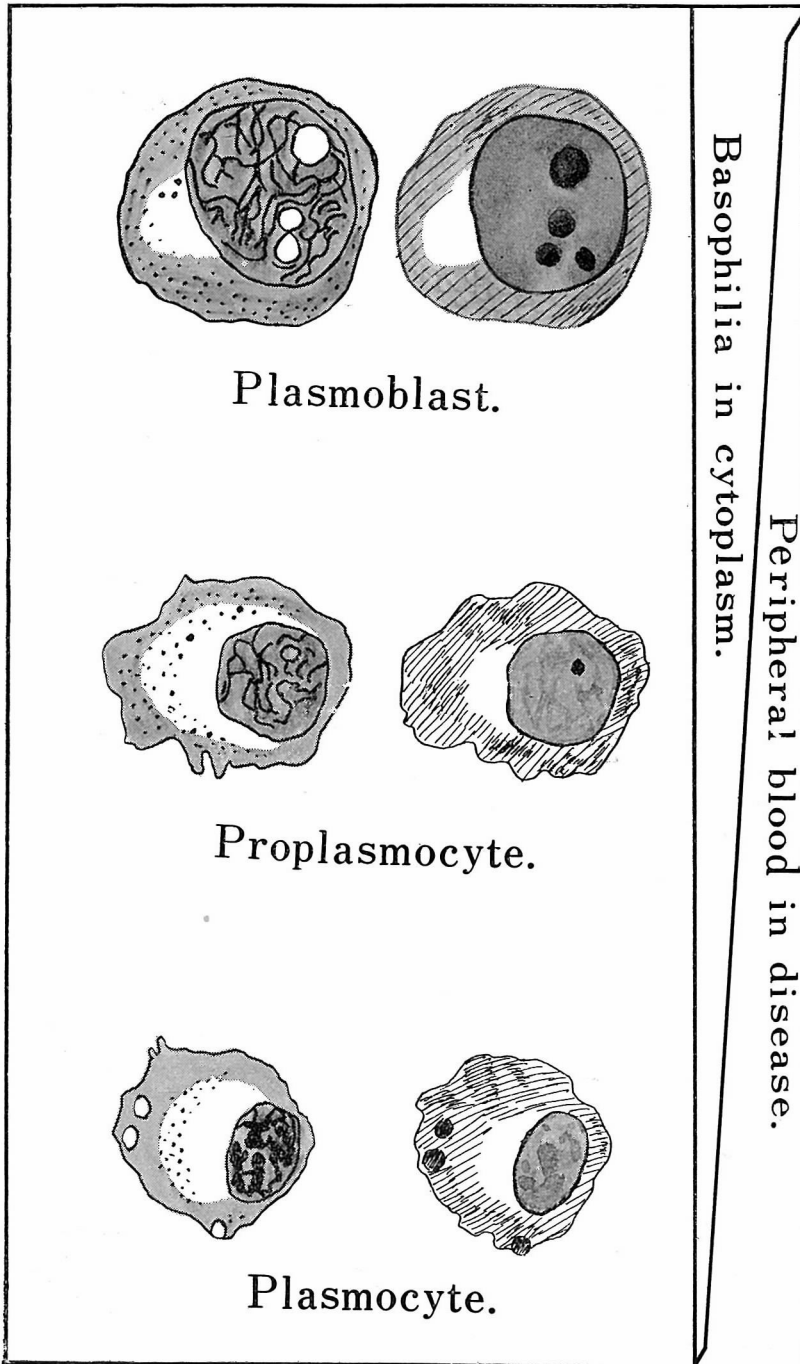 Plasmoblast.
Proplasmocyte.
Plasmocyte.
Basophilia in cytoplasm.
Peripheral blood in disease.